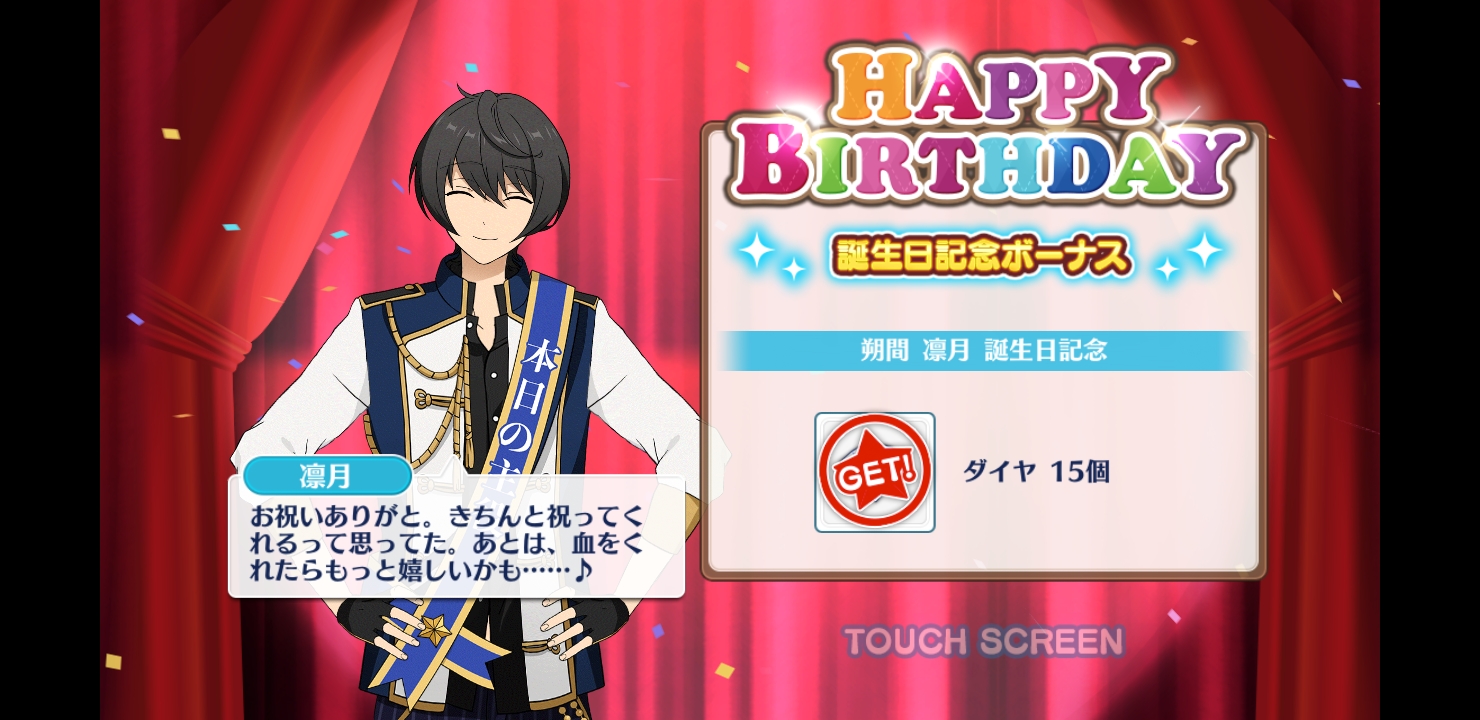 HAPPY
BIRTHDAY
誕生日記念ボーナス
朔間 凛月 誕生日記念
GET!
ダイヤ 15個
本日の主
凛月
お祝いありがと。きちんと祝ってく
れるって思ってた。あとは、血をく
れたらもっと嬉しいかも……♪
TOUCH SCREEN